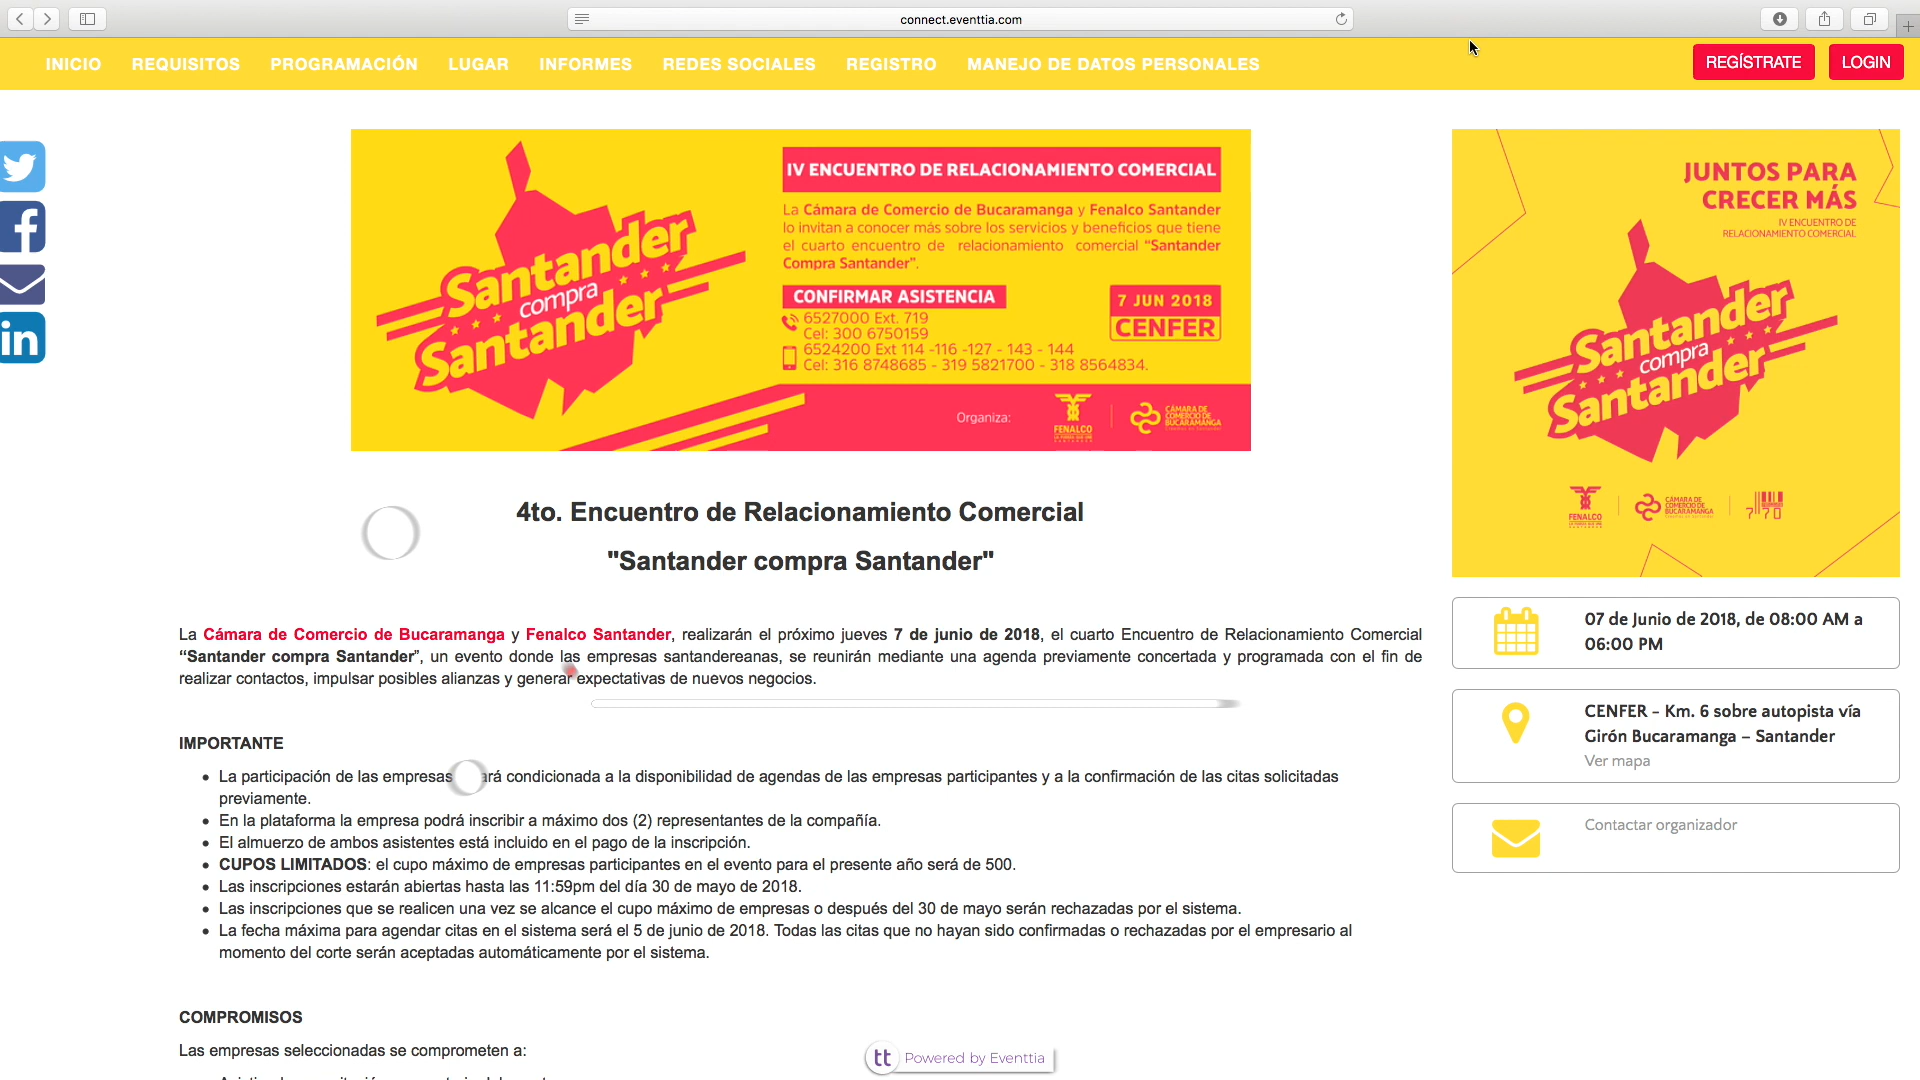 connect.eventtia.com
INICIO REQUISITOS PROGRAMACIÓN LUGAR INFORMES REDES SOCIALES REGISTRO MANEJO DE DATOS PERSONALES REGÍSTRATE LOGIN
Santander
compra
Santander
IV ENCUENTRO DE RELACIONAMIENTO COMERCIAL
La Cámara de Comercio de Bucaramanga y Fenalco Santander
lo invitan a conocer más sobre los servicios y beneficios que tiene
el cuarto encuentro de relacionamiento comercial “Santander
Compra Santander”.
CONFIRMAR ASISTENCIA
6527000 Ext. 719
Cel: 300 6750159
6524200 Ext 114 -116 -127 - 143 - 144
Cel: 316 8748685 - 319 5821700 - 318 8564834.
7 JUN 2018
CENFER
Organiza:
FENALCO
CÁMARA DE
COMERCIO DE
BUCARAMANGA
4to. Encuentro de Relacionamiento Comercial
"Santander compra Santander"
La Cámara de Comercio de Bucaramanga y Fenalco Santander, realizarán el próximo jueves 7 de junio de 2018, el cuarto Encuentro de Relacionamiento Comercial
“Santander compra Santander”, un evento donde las empresas santandereanas, se reunirán mediante una agenda previamente concertada y programada con el fin de
realizar contactos, impulsar posibles alianzas y generar expectativas de nuevos negocios.
IMPORTANTE
La participación de las empresas ará condicionada a la disponibilidad de agendas de las empresas participantes y a la confirmación de las citas solicitadas
previamente.
En la plataforma la empresa podrá inscribir a máximo dos (2) representantes de la compañía.
El almuerzo de ambos asistentes está incluido en el pago de la inscripción.
CUPOS LIMITADOS: el cupo máximo de empresas participantes en el evento para el presente año será de 500.
Las inscripciones estarán abiertas hasta las 11:59pm del día 30 de mayo de 2018.
Las inscripciones que se realicen una vez se alcance el cupo máximo de empresas o después del 30 de mayo serán rechazadas por el sistema.
La fecha máxima para agendar citas en el sistema será el 5 de junio de 2018. Todas las citas que no hayan sido confirmadas o rechazadas por el empresario al
momento del corte serán aceptadas automáticamente por el sistema.
COMPROMISOS
Las empresas seleccionadas se comprometen a:
tt Powered by Eventtia
JUNTOS PARA
CRECER MÁS
IV ENCUENTRO DE
RELACIONAMIENTO COMERCIAL
Santander
compra
Santander
FENALCO
CÁMARA DE
COMERCIO DE
BUCARAMANGA
770
07 de Junio de 2018, de 08:00 AM a
06:00 PM
CENFER - Km. 6 sobre autopista vía
Girón Bucaramanga – Santander
Ver mapa
Contactar organizador